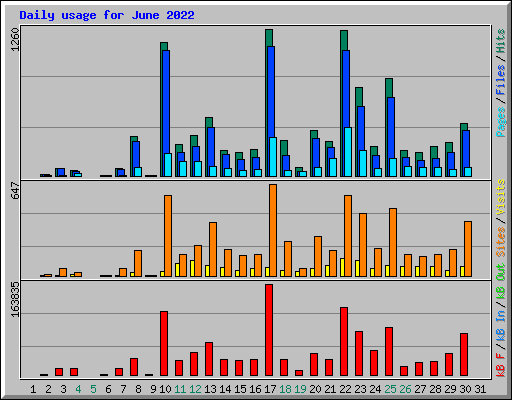 Daily usage for June 2022
1260
647
163835
Pages / Files / Hits
Sites / Visits
kB F / kB In / kB Out
1 2 3 4 5 6 7 8 9 10 11 12 13 14 15 16 17 18 19 20 21 22 23 24 25 26 27 28 29 30 31